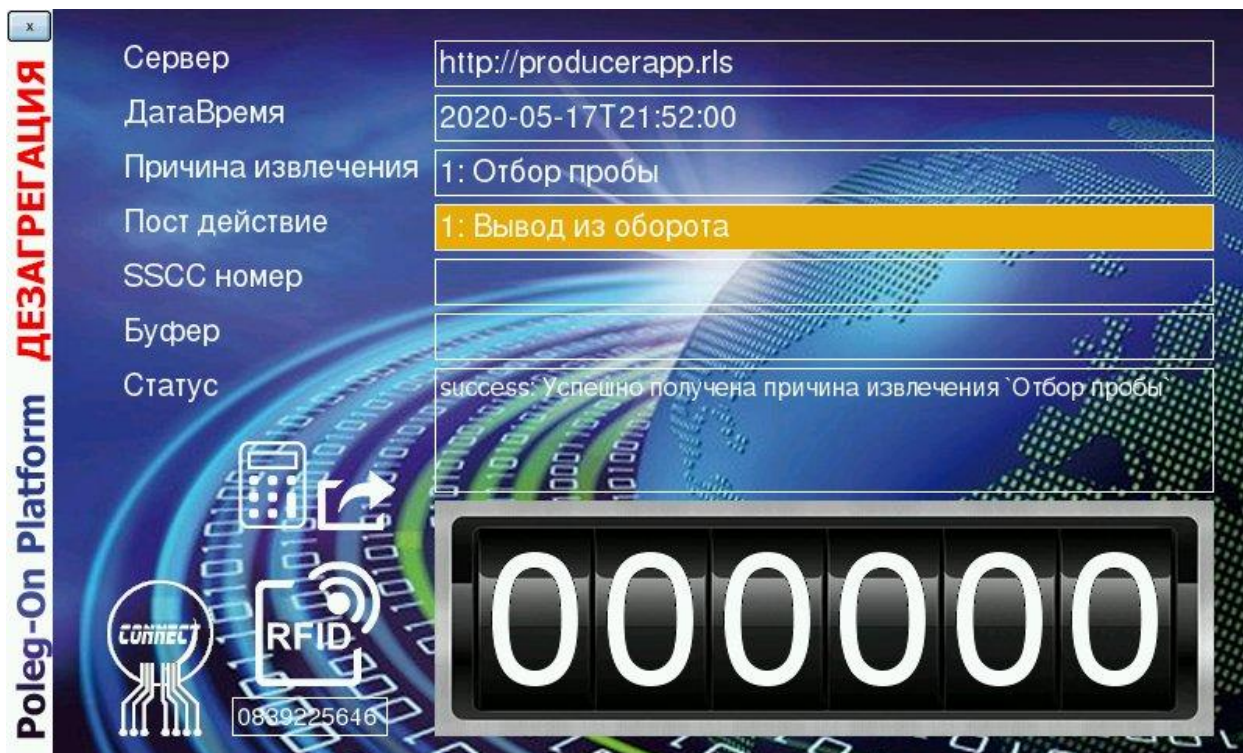 x
Poleg-On Platform ДЕЗАГРЕГАЦИЯ
Сервер http://producerapp.rls
ДатаВремя 2020-05-17T21:52:00
Причина извлечения 1: Отбор пробы
Пост действие 1: Вывод из оборота
SSCC номер
Буфер
Статус success: Успешно получена причина извлечения `Отбор пробы`
CONNECT
RFID
0839225646
000000